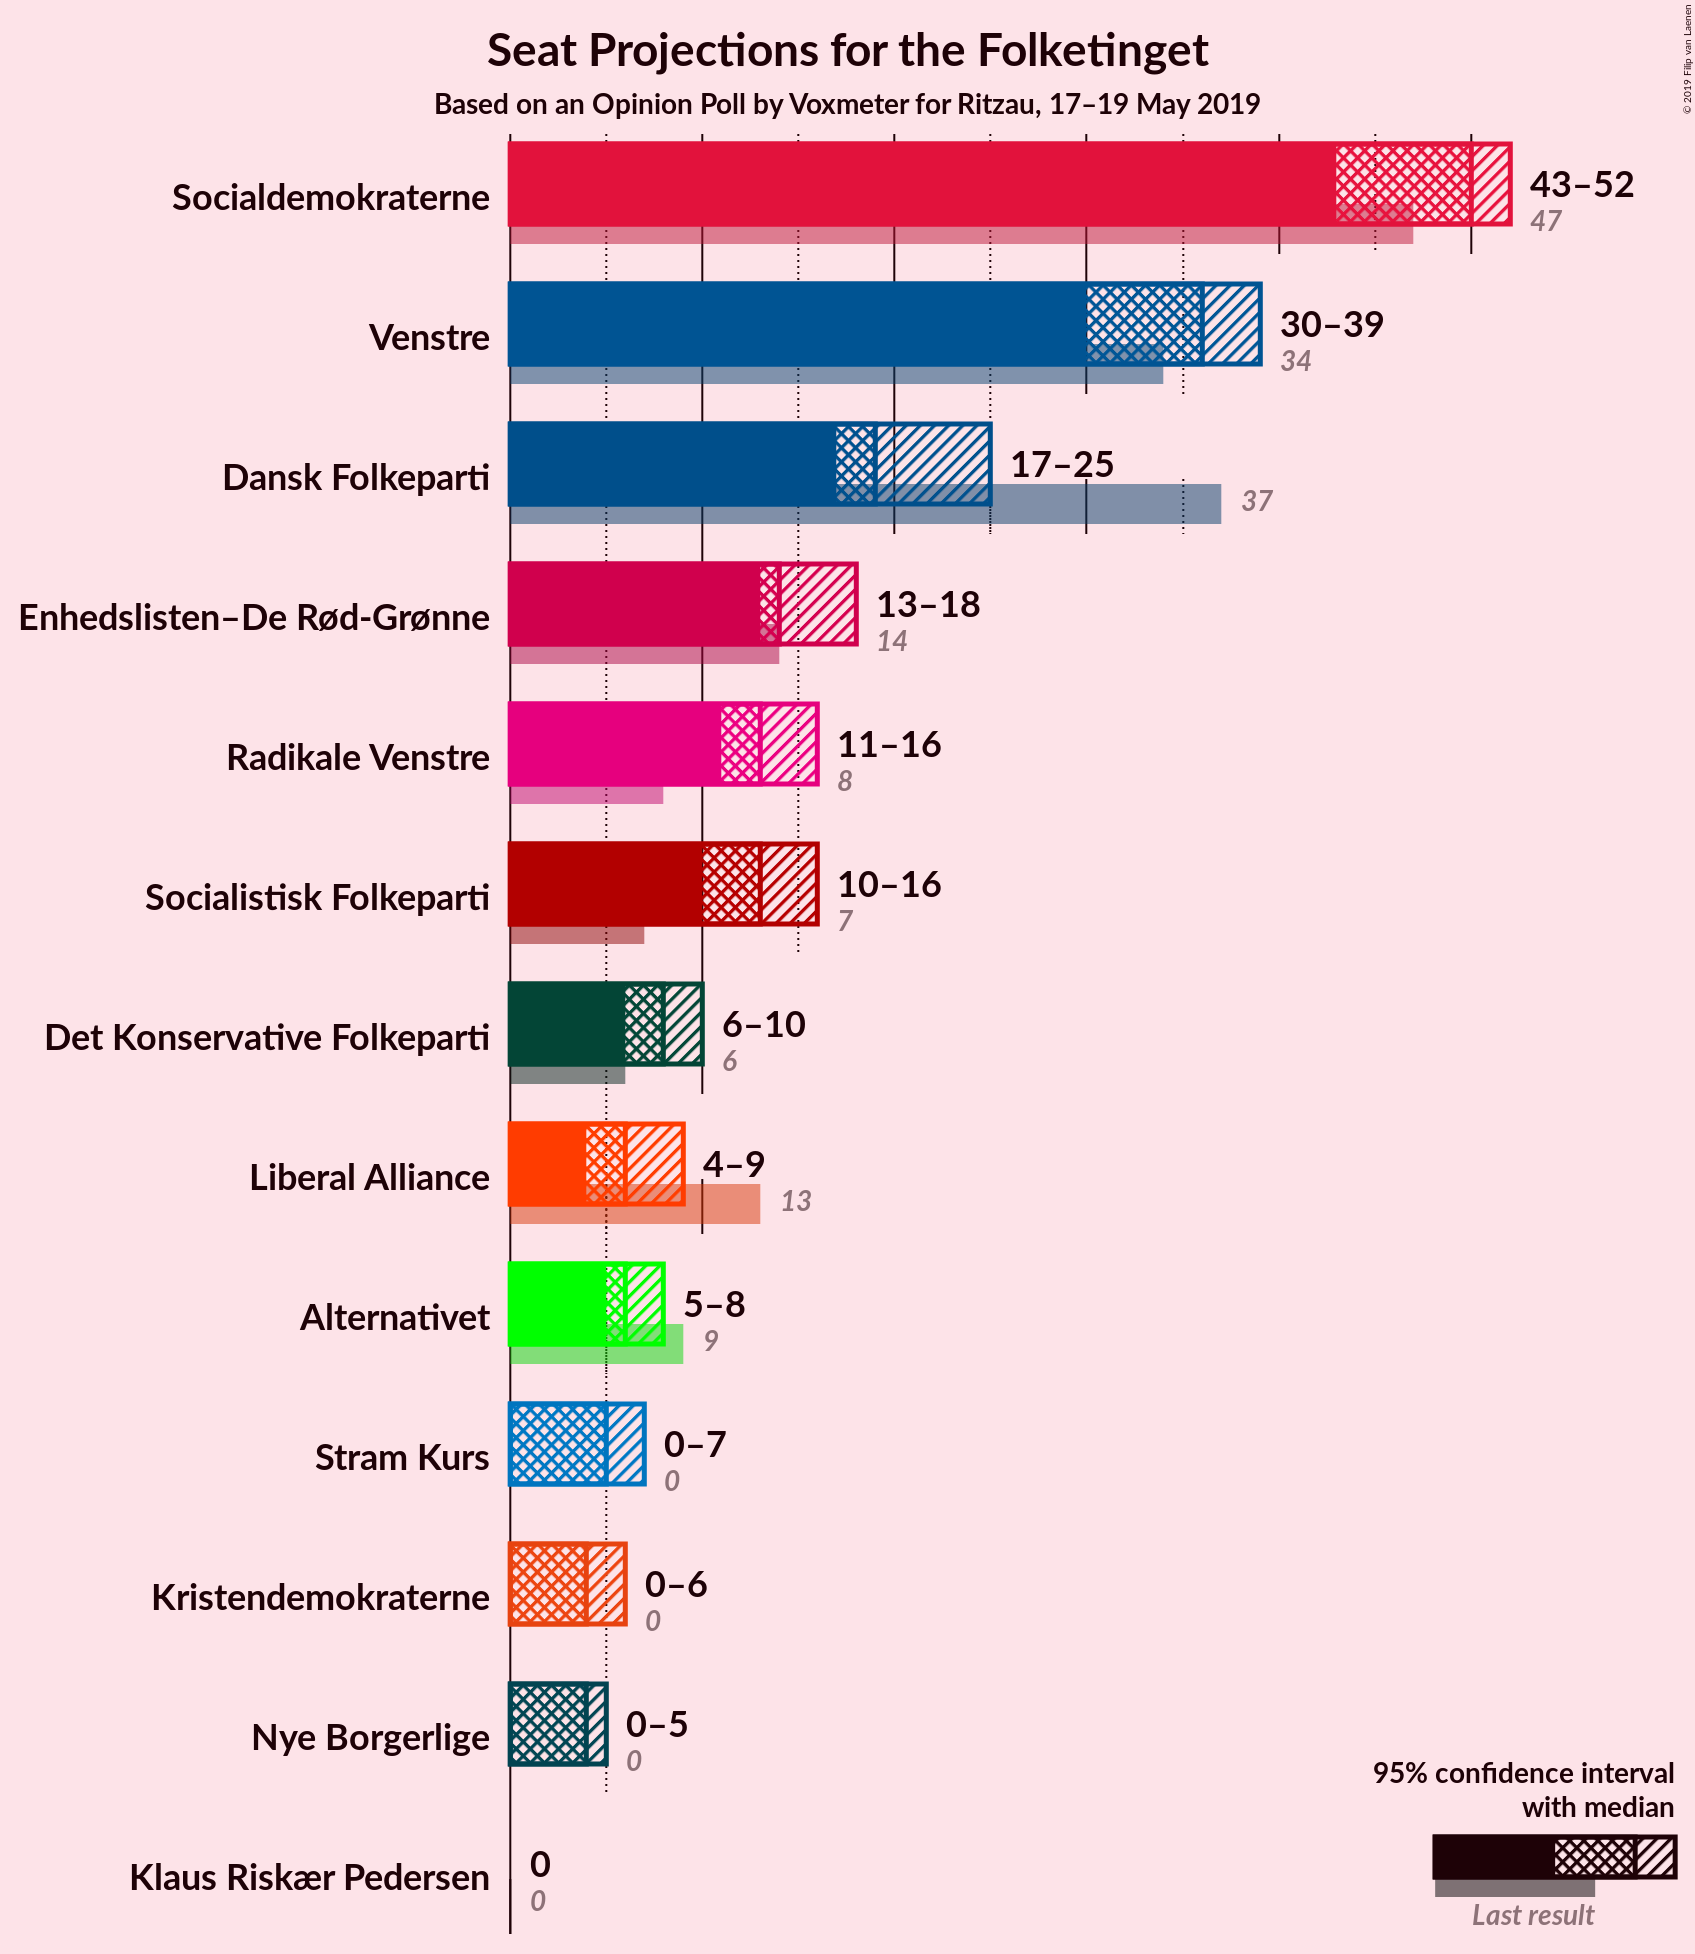 Seat Projections for the Folketinget
Based on an Opinion Poll by Voxmeter for Ritzau, 17–19 May 2019
© 2019 Filip van Laenen
Socialdemokraterne
43–52
47
Venstre
30–39
34
Dansk Folkeparti
17–25
37
Enhedslisten–De Rød-Grønne
13–18
14
Radikale Venstre
11–16
8
Socialistisk Folkeparti
10–16
7
Det Konservative Folkeparti
6–10
6
Liberal Alliance
4–9
13
Alternativet
5–8
9
Stram Kurs
0–7
0
Kristendemokraterne
0–6
0
Nye Borgerlige
0–5
0
Klaus Riskær Pedersen
0
0
95% confidence interval
with median
Last result